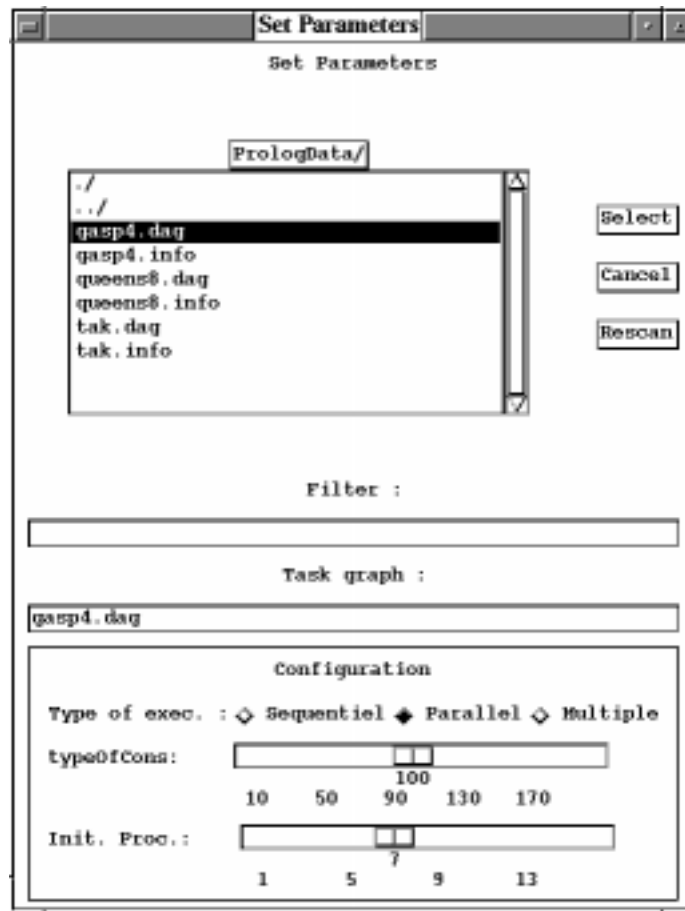 Set Parameters
Set Parameters
PrologData/
./
../
gasp4.dag
gasp4.info
queens8.dag
queens8.info
tak.dag
tak.info
Select
Cancel
Rescan
Filter :
Task graph :
gasp4.dag
Configuration
Type of exec. : Sequentiel Parallel Multiple
typeOfCons:
100
10 50 90 130 170
Init. Proc.:
7
1 5 9 13